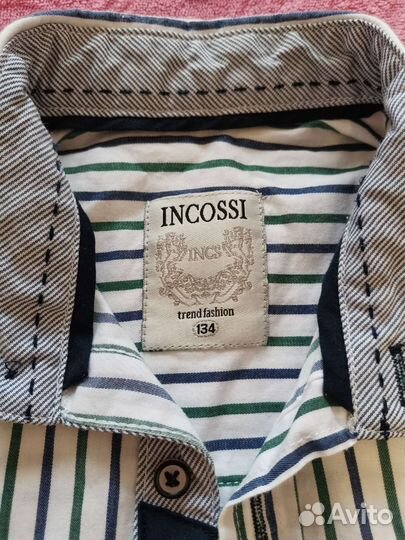 INCOSSI
INCS
trend fashion
134
Avito